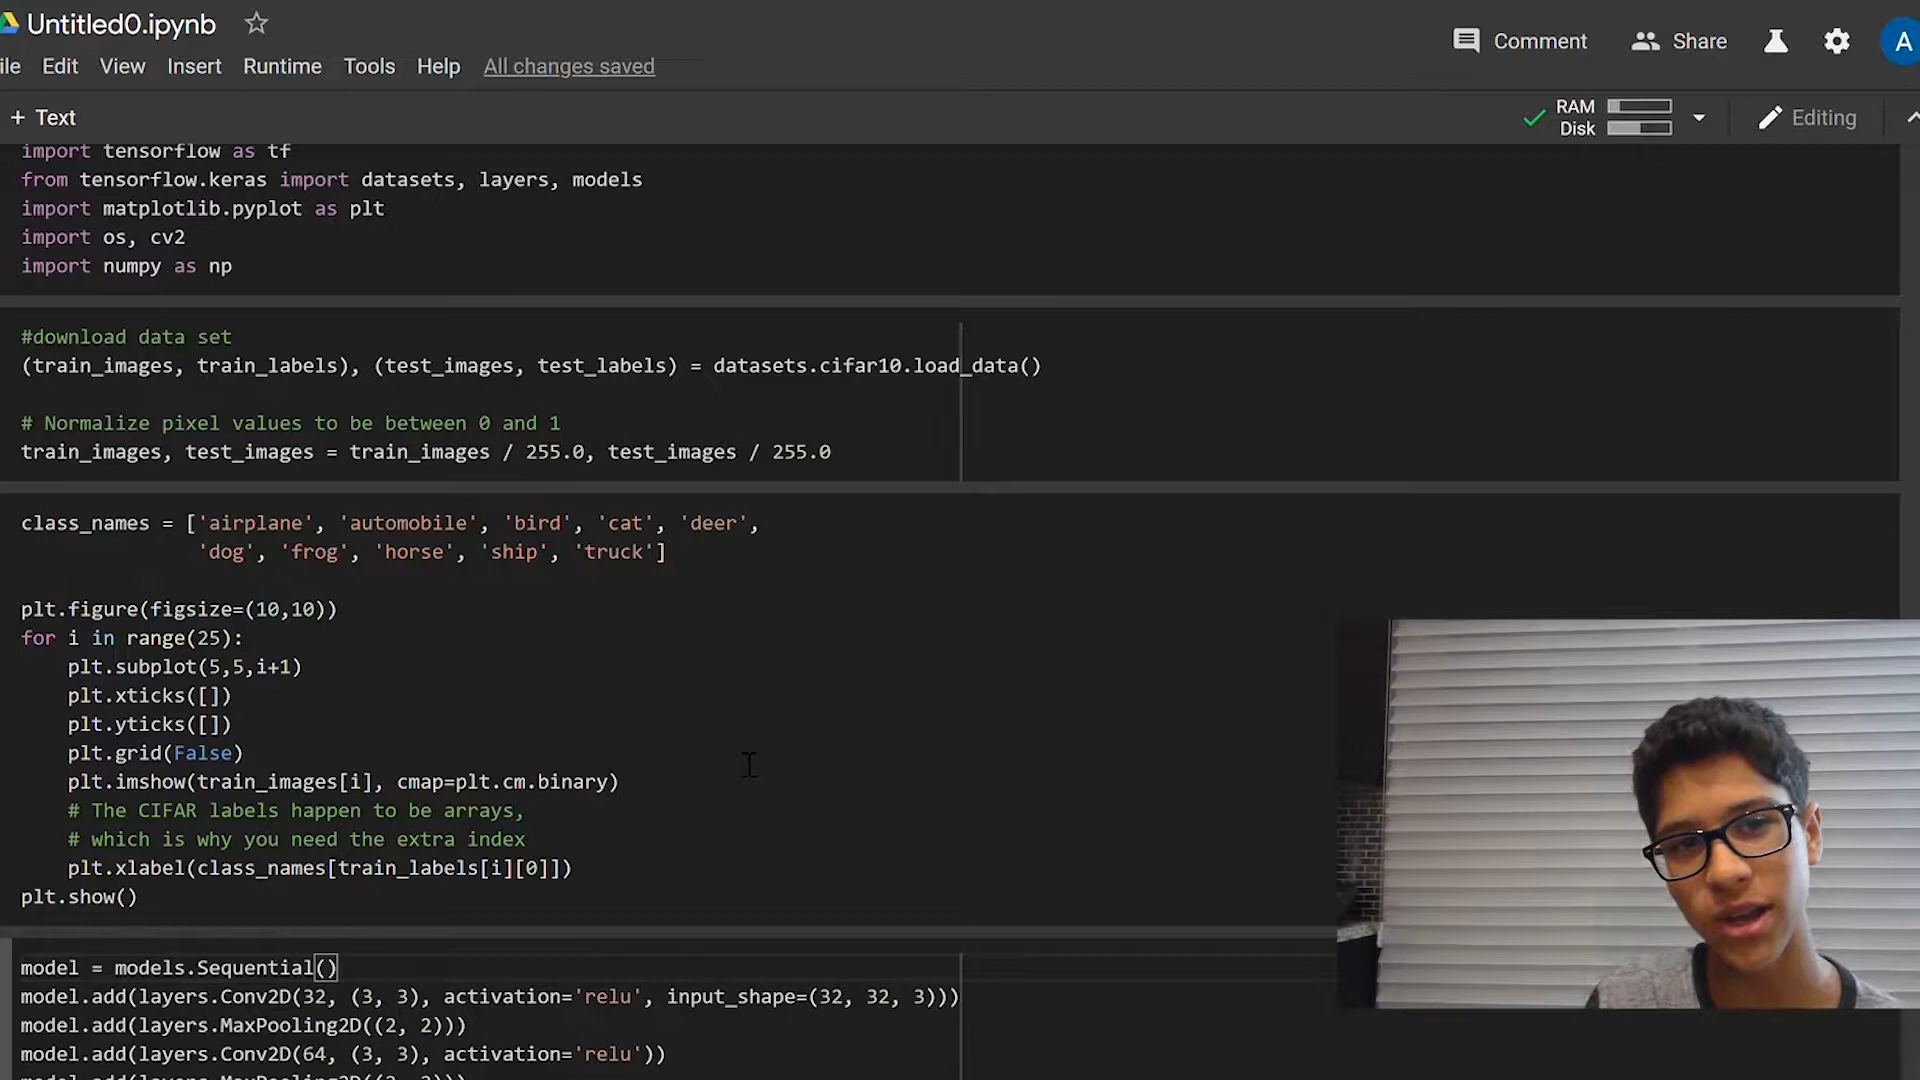 Untitled0.ipynb
Comment
Share
A
ile Edit View Insert Runtime Tools Help All changes saved
+ Text
RAM
Disk
Editing
import tensorflow as tf
from tensorflow.keras import datasets, layers, models
import matplotlib.pyplot as plt
import os, cv2
import numpy as np
#download data set
(train_images, train_labels), (test_images, test_labels) = datasets.cifar10.load_data()
# Normalize pixel values to be between 0 and 1
train_images, test_images = train_images / 255.0, test_images / 255.0
class_names = ['airplane', 'automobile', 'bird', 'cat', 'deer',
'dog', 'frog', 'horse', 'ship', 'truck']
plt.figure(figsize=(10,10))
for i in range(25):
plt.subplot(5,5,i+1)
plt.xticks([])
plt.yticks([])
plt.grid(False)
plt.imshow(train_images[i], cmap=plt.cm.binary)
# The CIFAR labels happen to be arrays,
# which is why you need the extra index
plt.xlabel(class_names[train_labels[i][0]])
plt.show()
model = models.Sequential()
model.add(layers.Conv2D(32, (3, 3), activation='relu', input_shape=(32, 32, 3)))
model.add(layers.MaxPooling2D((2, 2)))
model.add(layers.Conv2D(64, (3, 3), activation='relu'))
model.add(layers.MaxPooling2D((2, 2)))